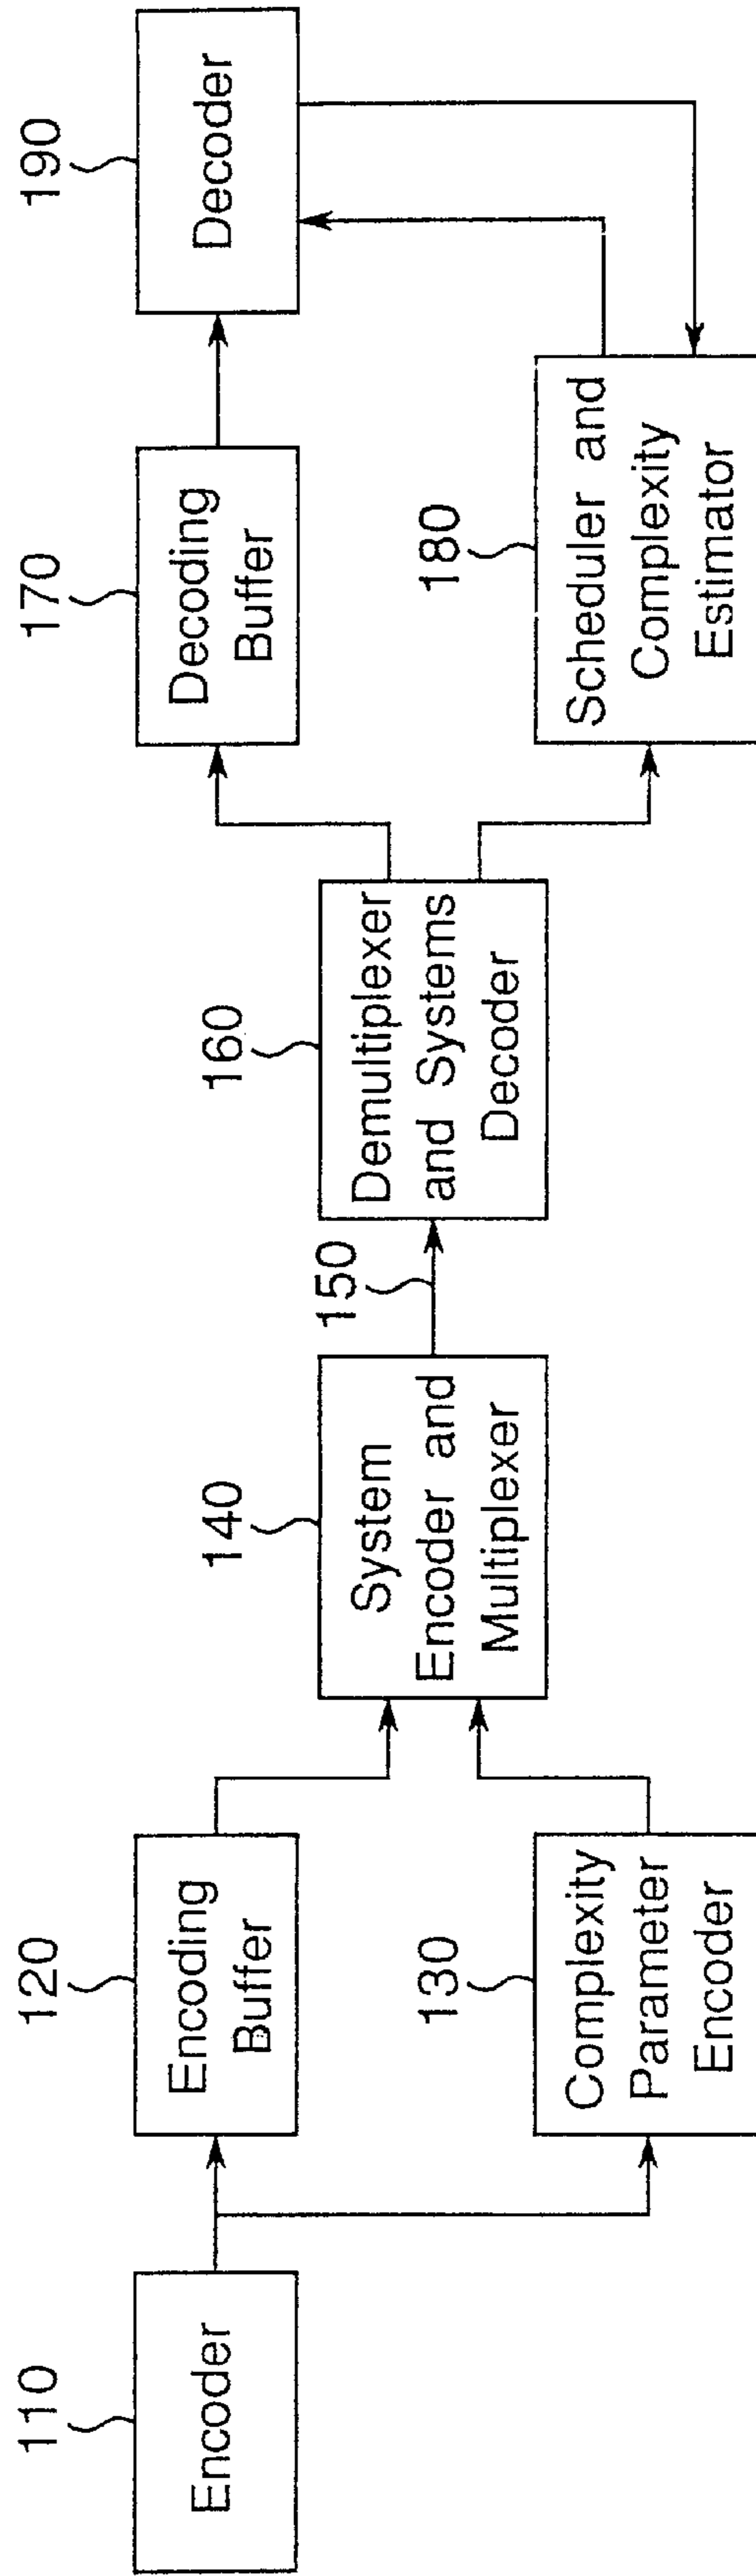 110
Encoder
120
Encoding
Buffer
130
Complexity
Parameter
Encoder
140
System
Encoder and
Multiplexer
150
160
Demultiplexer
and Systems
Decoder
170
Decoding
Buffer
180
Scheduler and
Complexity
Estimator
190
Decoder